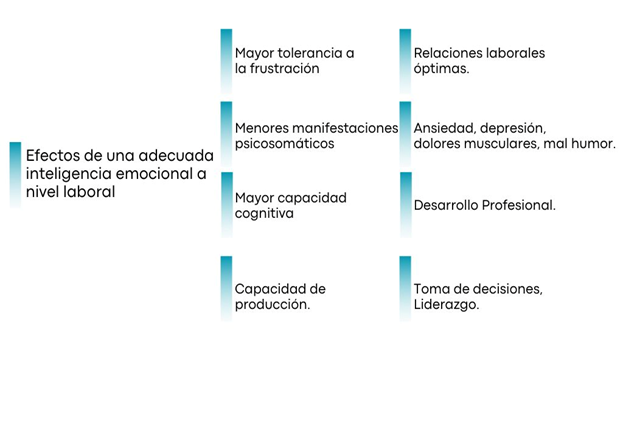 Efectos de una adecuada
inteligencia emocional a
nivel laboral
Mayor tolerancia a
la frustración
Relaciones laborales
óptimas.
Menores manifestaciones
psicosomáticos
Ansiedad, depresión,
dolores musculares, mal humor.
Mayor capacidad
cognitiva
Desarrollo Profesional.
Capacidad de
producción.
Toma de decisiones,
Liderazgo.